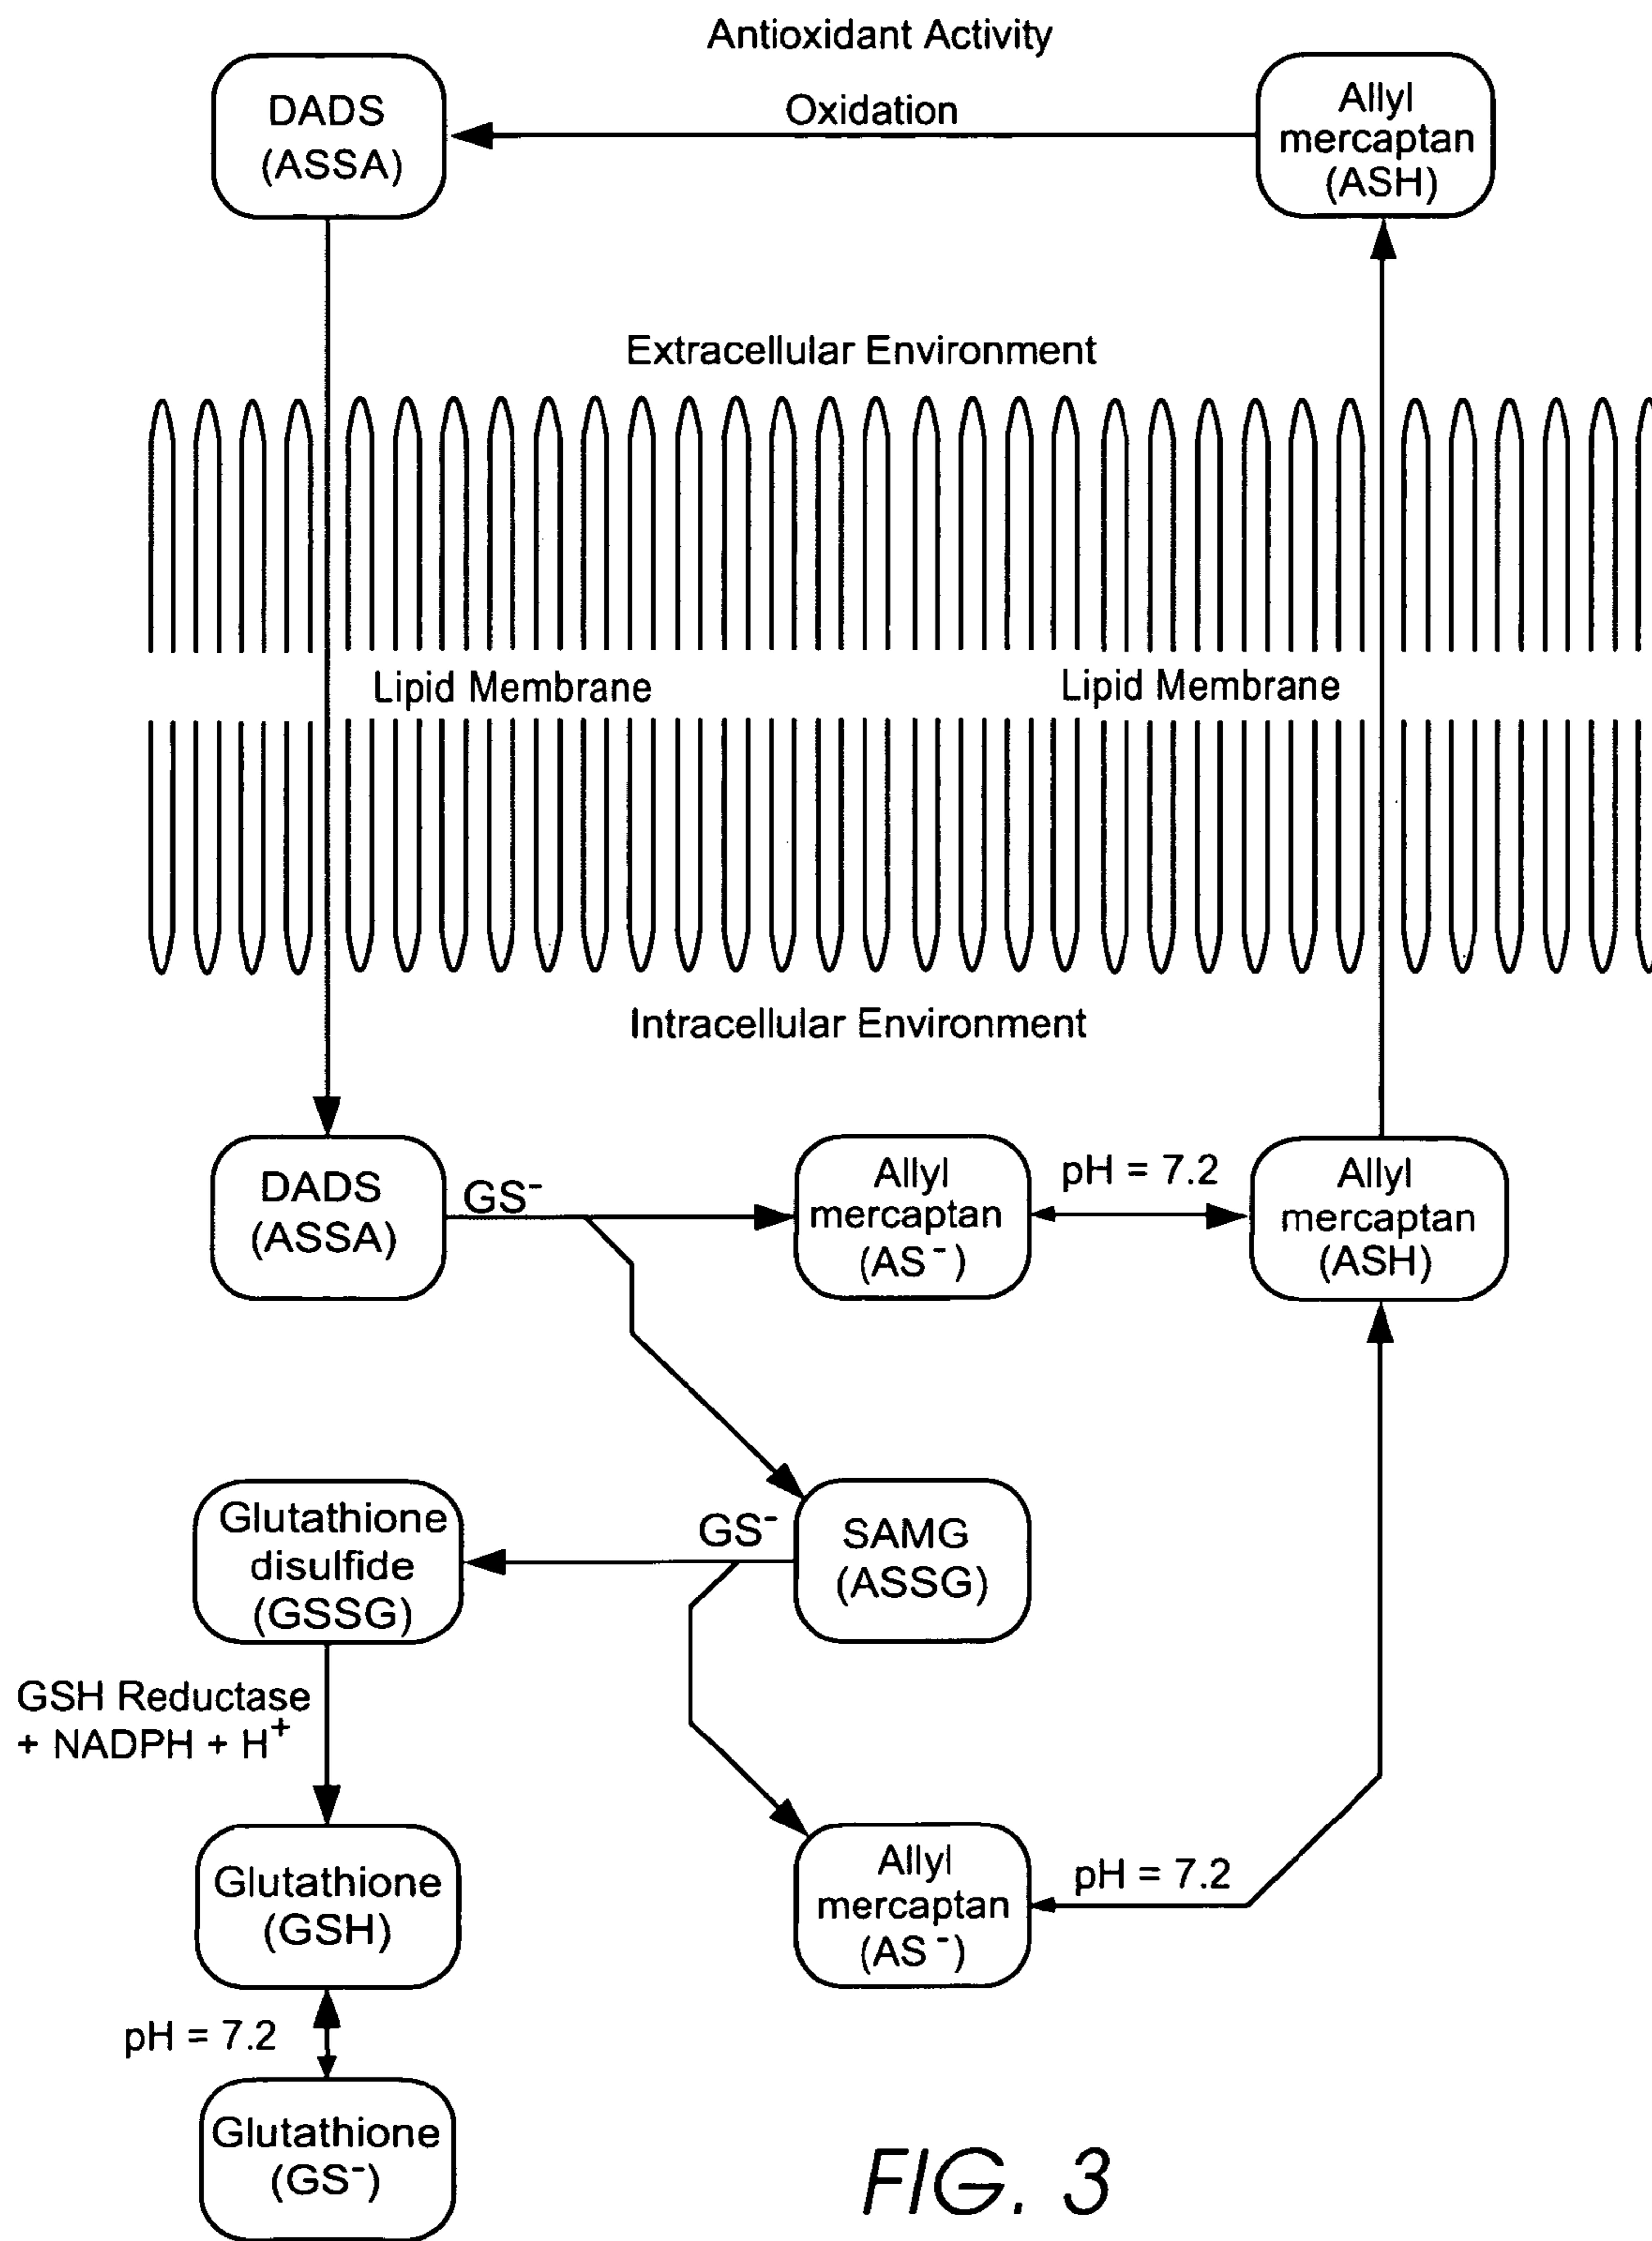 Antioxidant Activity
DADS
(ASSA)
Oxidation
Allyl
mercaptan
(ASH)
Extracellular Environment
Lipid Membrane
Lipid Membrane
Intracellular Environment
DADS
(ASSA)
GS⁻
Allyl
mercaptan
(AS⁻)
pH = 7.2
Allyl
mercaptan
(ASH)
Glutathione
disulfide
(GSSG)
GS⁻
SAMG
(ASSG)
GSH Reductase
+ NADPH + H⁺
Glutathione
(GSH)
Allyl
mercaptan
(AS⁻)
pH = 7.2
pH = 7.2
Glutathione
(GS⁻)
FIG. 3